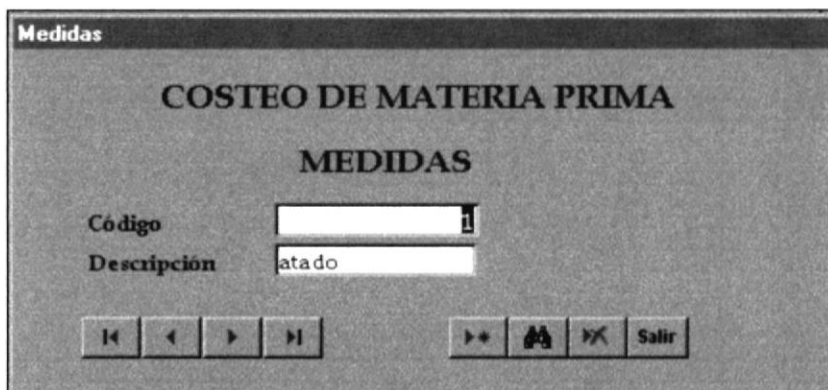 Medidas
COSTEO DE MATERIA PRIMA
MEDIDAS
Código 1
Descripción atado
Salir